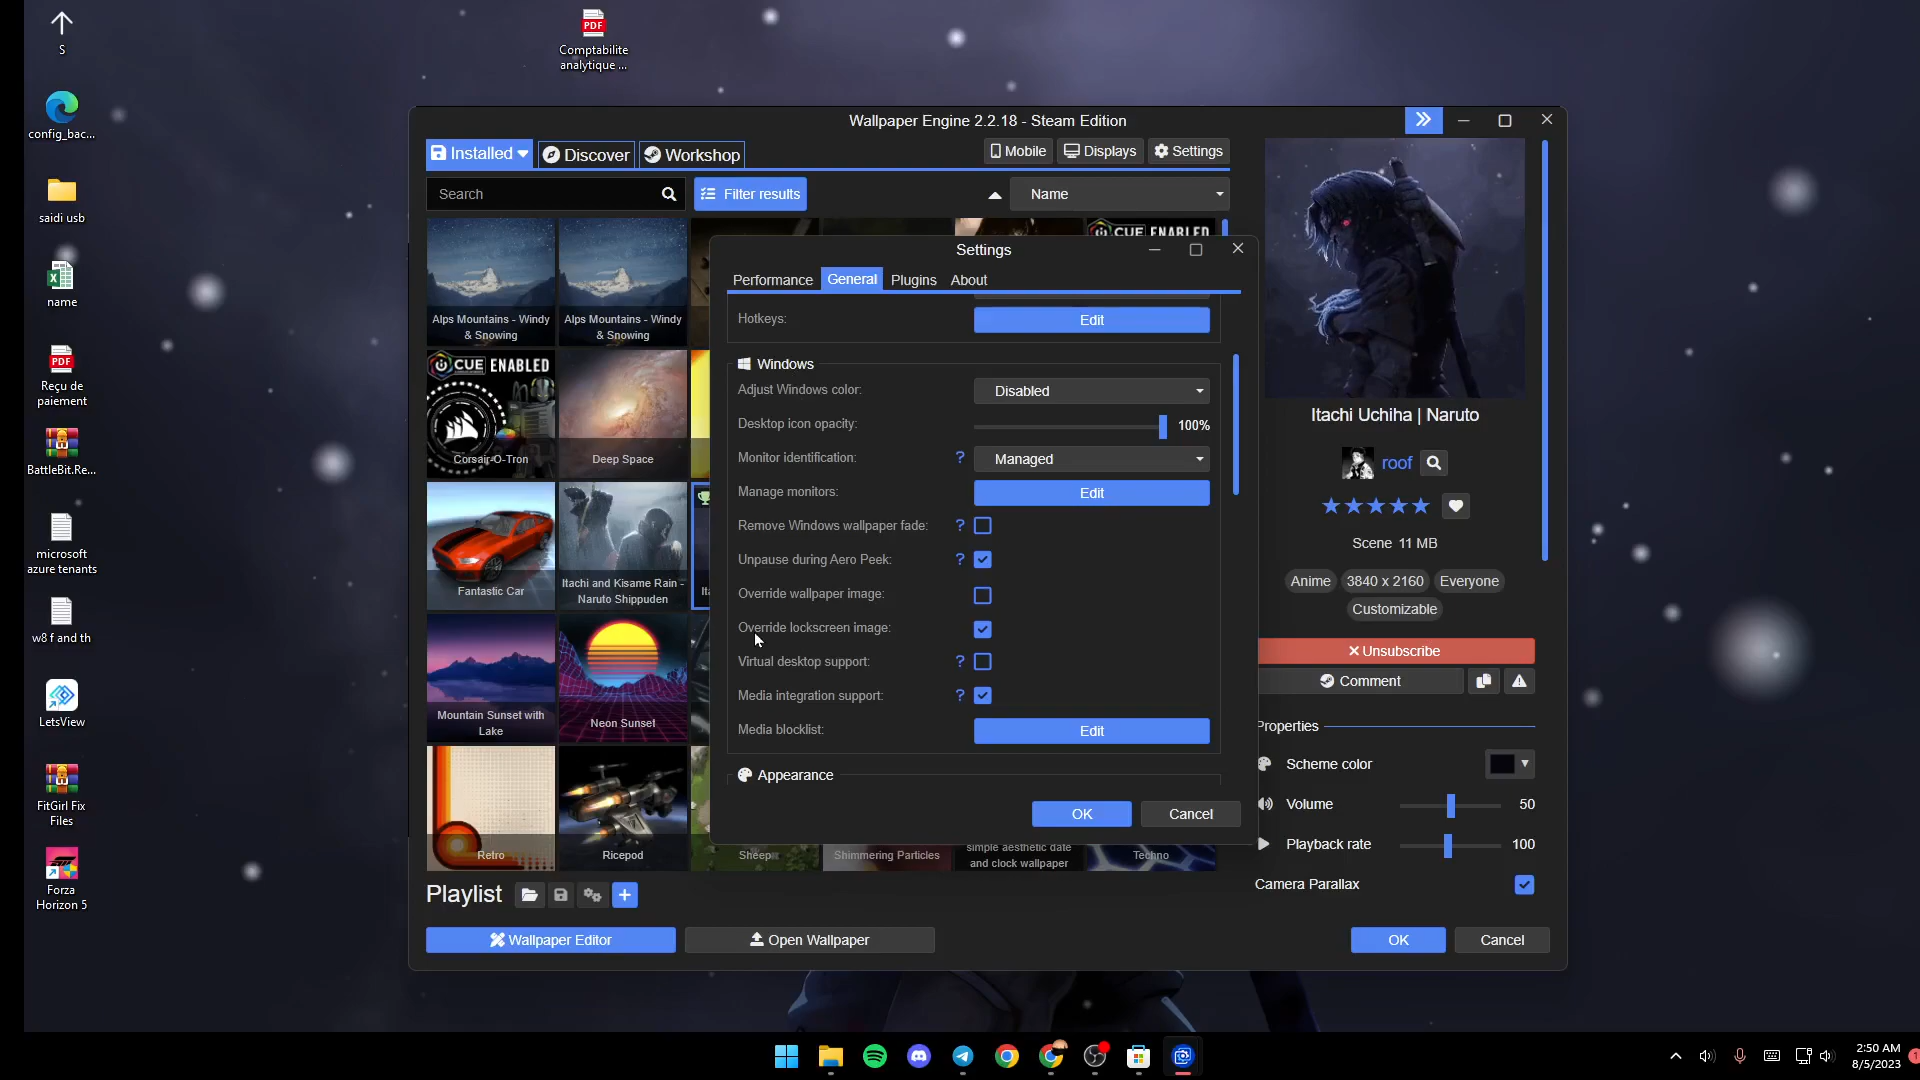 S
PDF
Comptabilite
analytique ...
config_bac...
saidi usb
name
PDF
Reçu de
paiement
BattleBit.Re...
microsoft
azure tenants
w8 f and th
LetsView
FitGirl Fix
Files
Forza
Horizon 5
Wallpaper Engine 2.2.18 - Steam Edition
Installed
Discover
Workshop
Mobile
Displays
Settings
Search
Filter results
Name
Alps Mountains - Windy
& Snowing
Alps Mountains - Windy
& Snowing
CUE ENABLED
CUE ENABLED
Corsair-O-Tron
Deep Space
Fantastic Car
Itachi and Kisame Rain -
Naruto Shippuden
Ita
Mountain Sunset with
Lake
Neon Sunset
Retro
Ricepod
Sheep
Shimmering Particles
simple aesthetic date
and clock wallpaper
Techno
Settings
Performance
General
Plugins
About
Hotkeys:
Edit
Windows
Adjust Windows color:
Disabled
Desktop icon opacity:
100%
Monitor identification:
?
Managed
Manage monitors:
Edit
Remove Windows wallpaper fade:
?
Unpause during Aero Peek:
?
Override wallpaper image:
Override lockscreen image:
Virtual desktop support:
?
Media integration support:
?
Media blocklist:
Edit
Appearance
OK
Cancel
Itachi Uchiha | Naruto
roof
Scene 11 MB
Anime
3840 x 2160
Everyone
Customizable
Unsubscribe
Comment
Properties
Scheme color
Volume
50
Playback rate
100
Camera Parallax
Playlist
Wallpaper Editor
Open Wallpaper
OK
Cancel
2:50 AM
8/5/2023
1